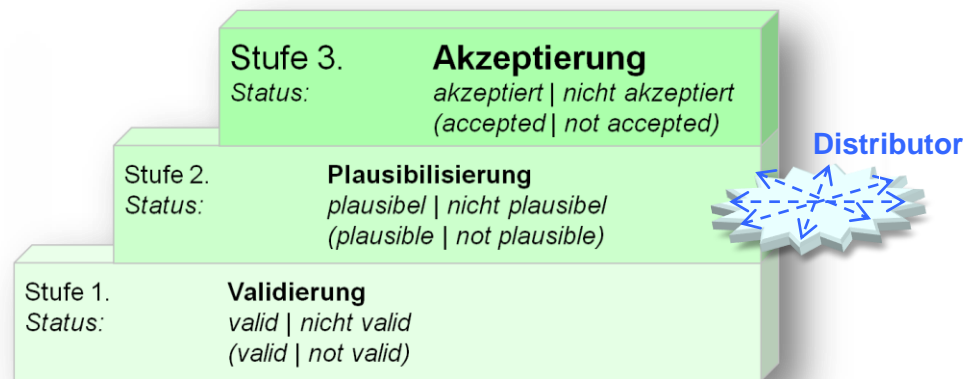 Stufe 3. Akzeptierung
Status: akzeptiert | nicht akzeptiert
(accepted | not accepted)
Distributor
Stufe 2. Plausibilisierung
Status: plausibel | nicht plausibel
(plausible | not plausible)
Stufe 1. Validierung
Status: valid | nicht valid
(valid | not valid)